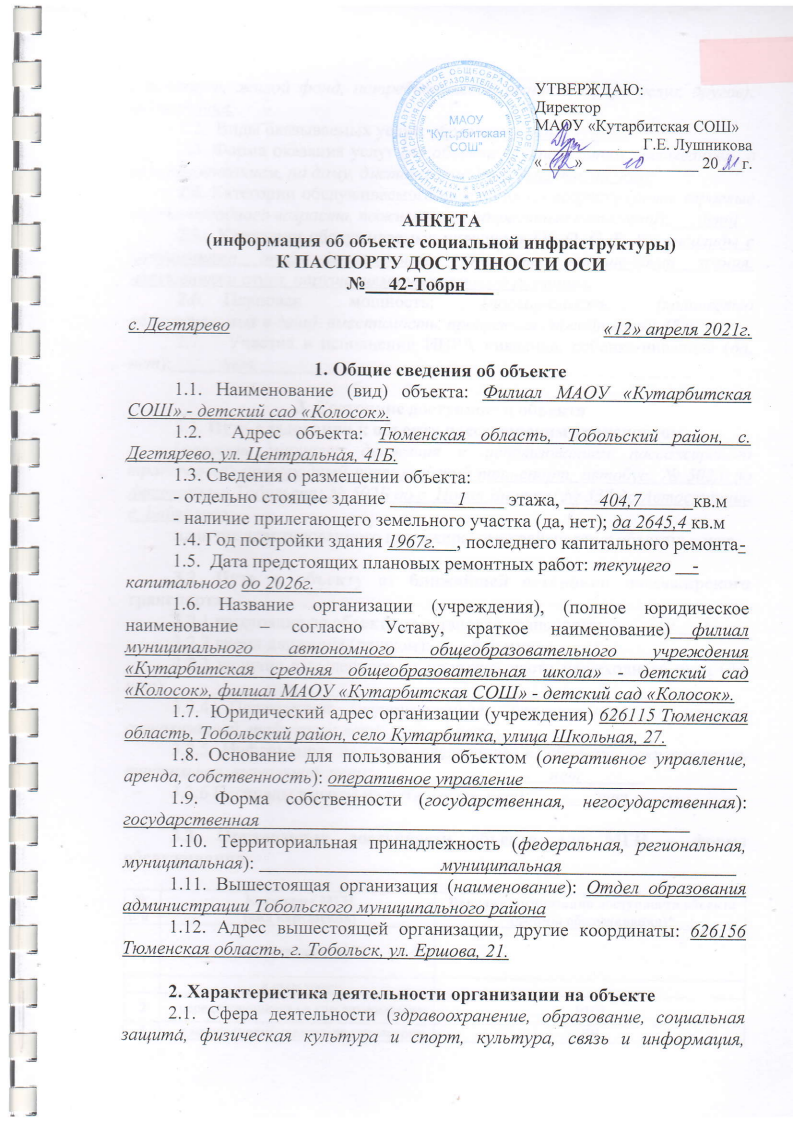 УТВЕРЖДАЮ:
Директор
МАОУ «Кутарбитская СОШ»
Г.Е. Лушникова
« » 10 20 21 г.
МАОУ
"Кутарбитская
СОШ"
АНКЕТА
(информация об объекте социальной инфраструктуры)
К ПАСПОРТУ ДОСТУПНОСТИ ОСИ
№ 42-Тобрн
с. Дегтярево «12» апреля 2021г.
1. Общие сведения об объекте
1.1. Наименование (вид) объекта: Филиал МАОУ «Кутарбитская
СОШ» - детский сад «Колосок».
1.2. Адрес объекта: Тюменская область, Тобольский район, с.
Дегтярево, ул. Центральная, 41Б.
1.3. Сведения о размещении объекта:
- отдельно стоящее здание 1 этажа, 404,7 кв.м
- наличие прилегающего земельного участка (да, нет); да 2645,4 кв.м
1.4. Год постройки здания 1967г. , последнего капитального ремонта-
1.5. Дата предстоящих плановых ремонтных работ: текущего -
капитального до 2026г.
1.6. Название организации (учреждения), (полное юридическое
наименование – согласно Уставу, краткое наименование) филиал
муниципального автономного общеобразовательного учреждения
«Кутарбитская средняя общеобразовательная школа» - детский сад
«Колосок», филиал МАОУ «Кутарбитская СОШ» - детский сад «Колосок».
1.7. Юридический адрес организации (учреждения) 626115 Тюменская
область, Тобольский район, село Кутарбитка, улица Школьная, 27.
1.8. Основание для пользования объектом (оперативное управление,
аренда, собственность): оперативное управление
1.9. Форма собственности (государственная, негосударственная):
государственная
1.10. Территориальная принадлежность (федеральная, региональная,
муниципальная): муниципальная
1.11. Вышестоящая организация (наименование): Отдел образования
администрации Тобольского муниципального района
1.12. Адрес вышестоящей организации, другие координаты: 626156
Тюменская область, г. Тобольск, ул. Ершова, 21.
2. Характеристика деятельности организации на объекте
2.1. Сфера деятельности (здравоохранение, образование, социальная
защита, физическая культура и спорт, культура, связь и информация,